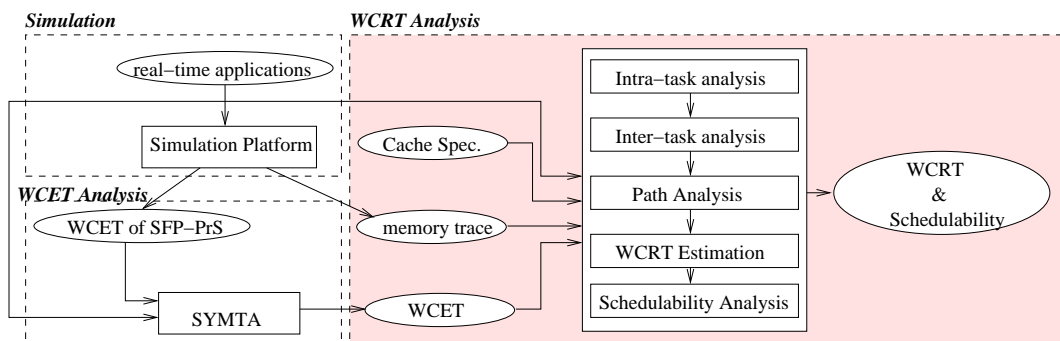 Simulation
WCRT Analysis
real−time applications
Simulation Platform
WCET Analysis
WCET of SFP−PrS
SYMTA
Cache Spec.
memory trace
WCET
Intra−task analysis
Inter−task analysis
Path Analysis
WCRT Estimation
Schedulability Analysis
WCRT
&
Schedulability